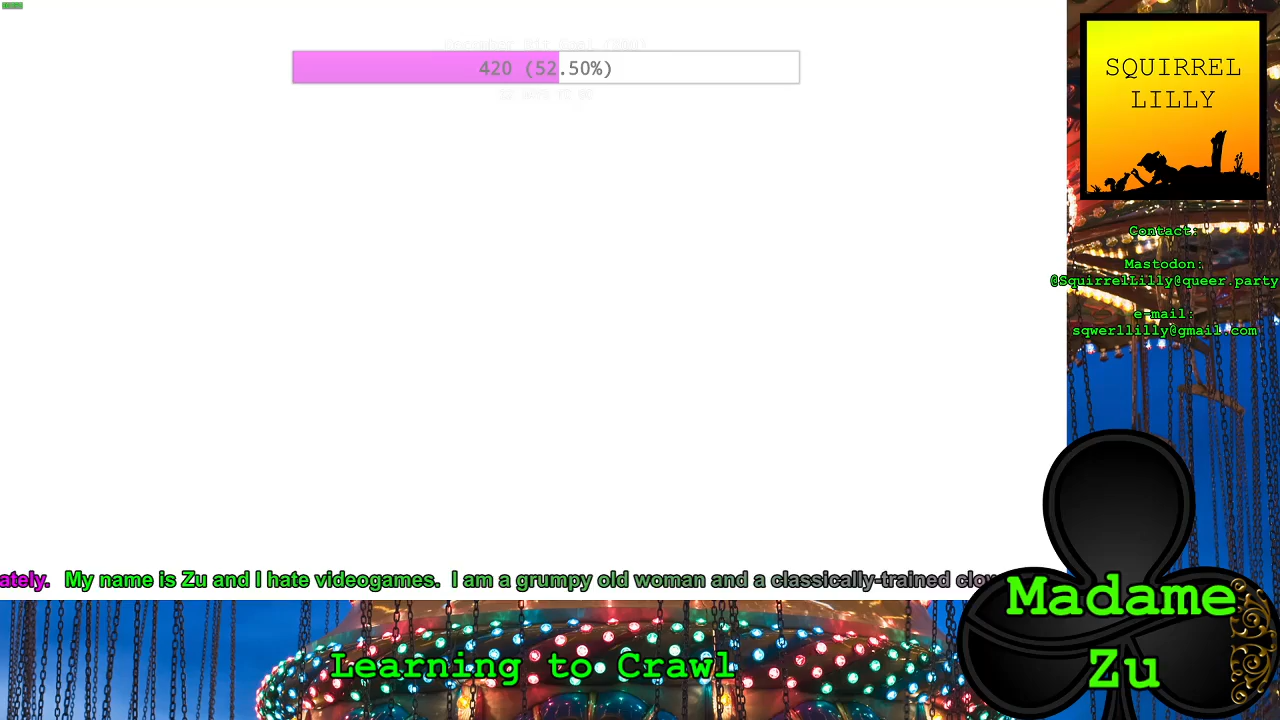 420 (52.50%)
SQUIRREL
LILLY
Contact:
Mastodon:
@SquirrelLilly@queer.party
e-mail:
sqwerllilly@gmail.com
ately. My name is Zu and I hate videogames. I am a grumpy old woman and a classically-trained clow
Madame
Zu
Learning to Crawl